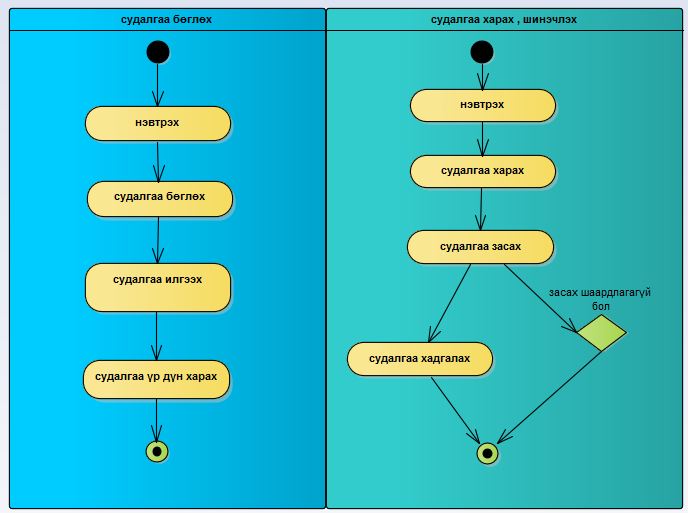 судалгаа бөглөх
нэвтрэх
судалгаа бөглөх
судалгаа илгээх
судалгаа үр дүн харах
судалгаа харах , шинэчлэх
нэвтрэх
судалгаа харах
судалгаа засах
засах шаардлагагүй
бол
судалгаа хадгалах